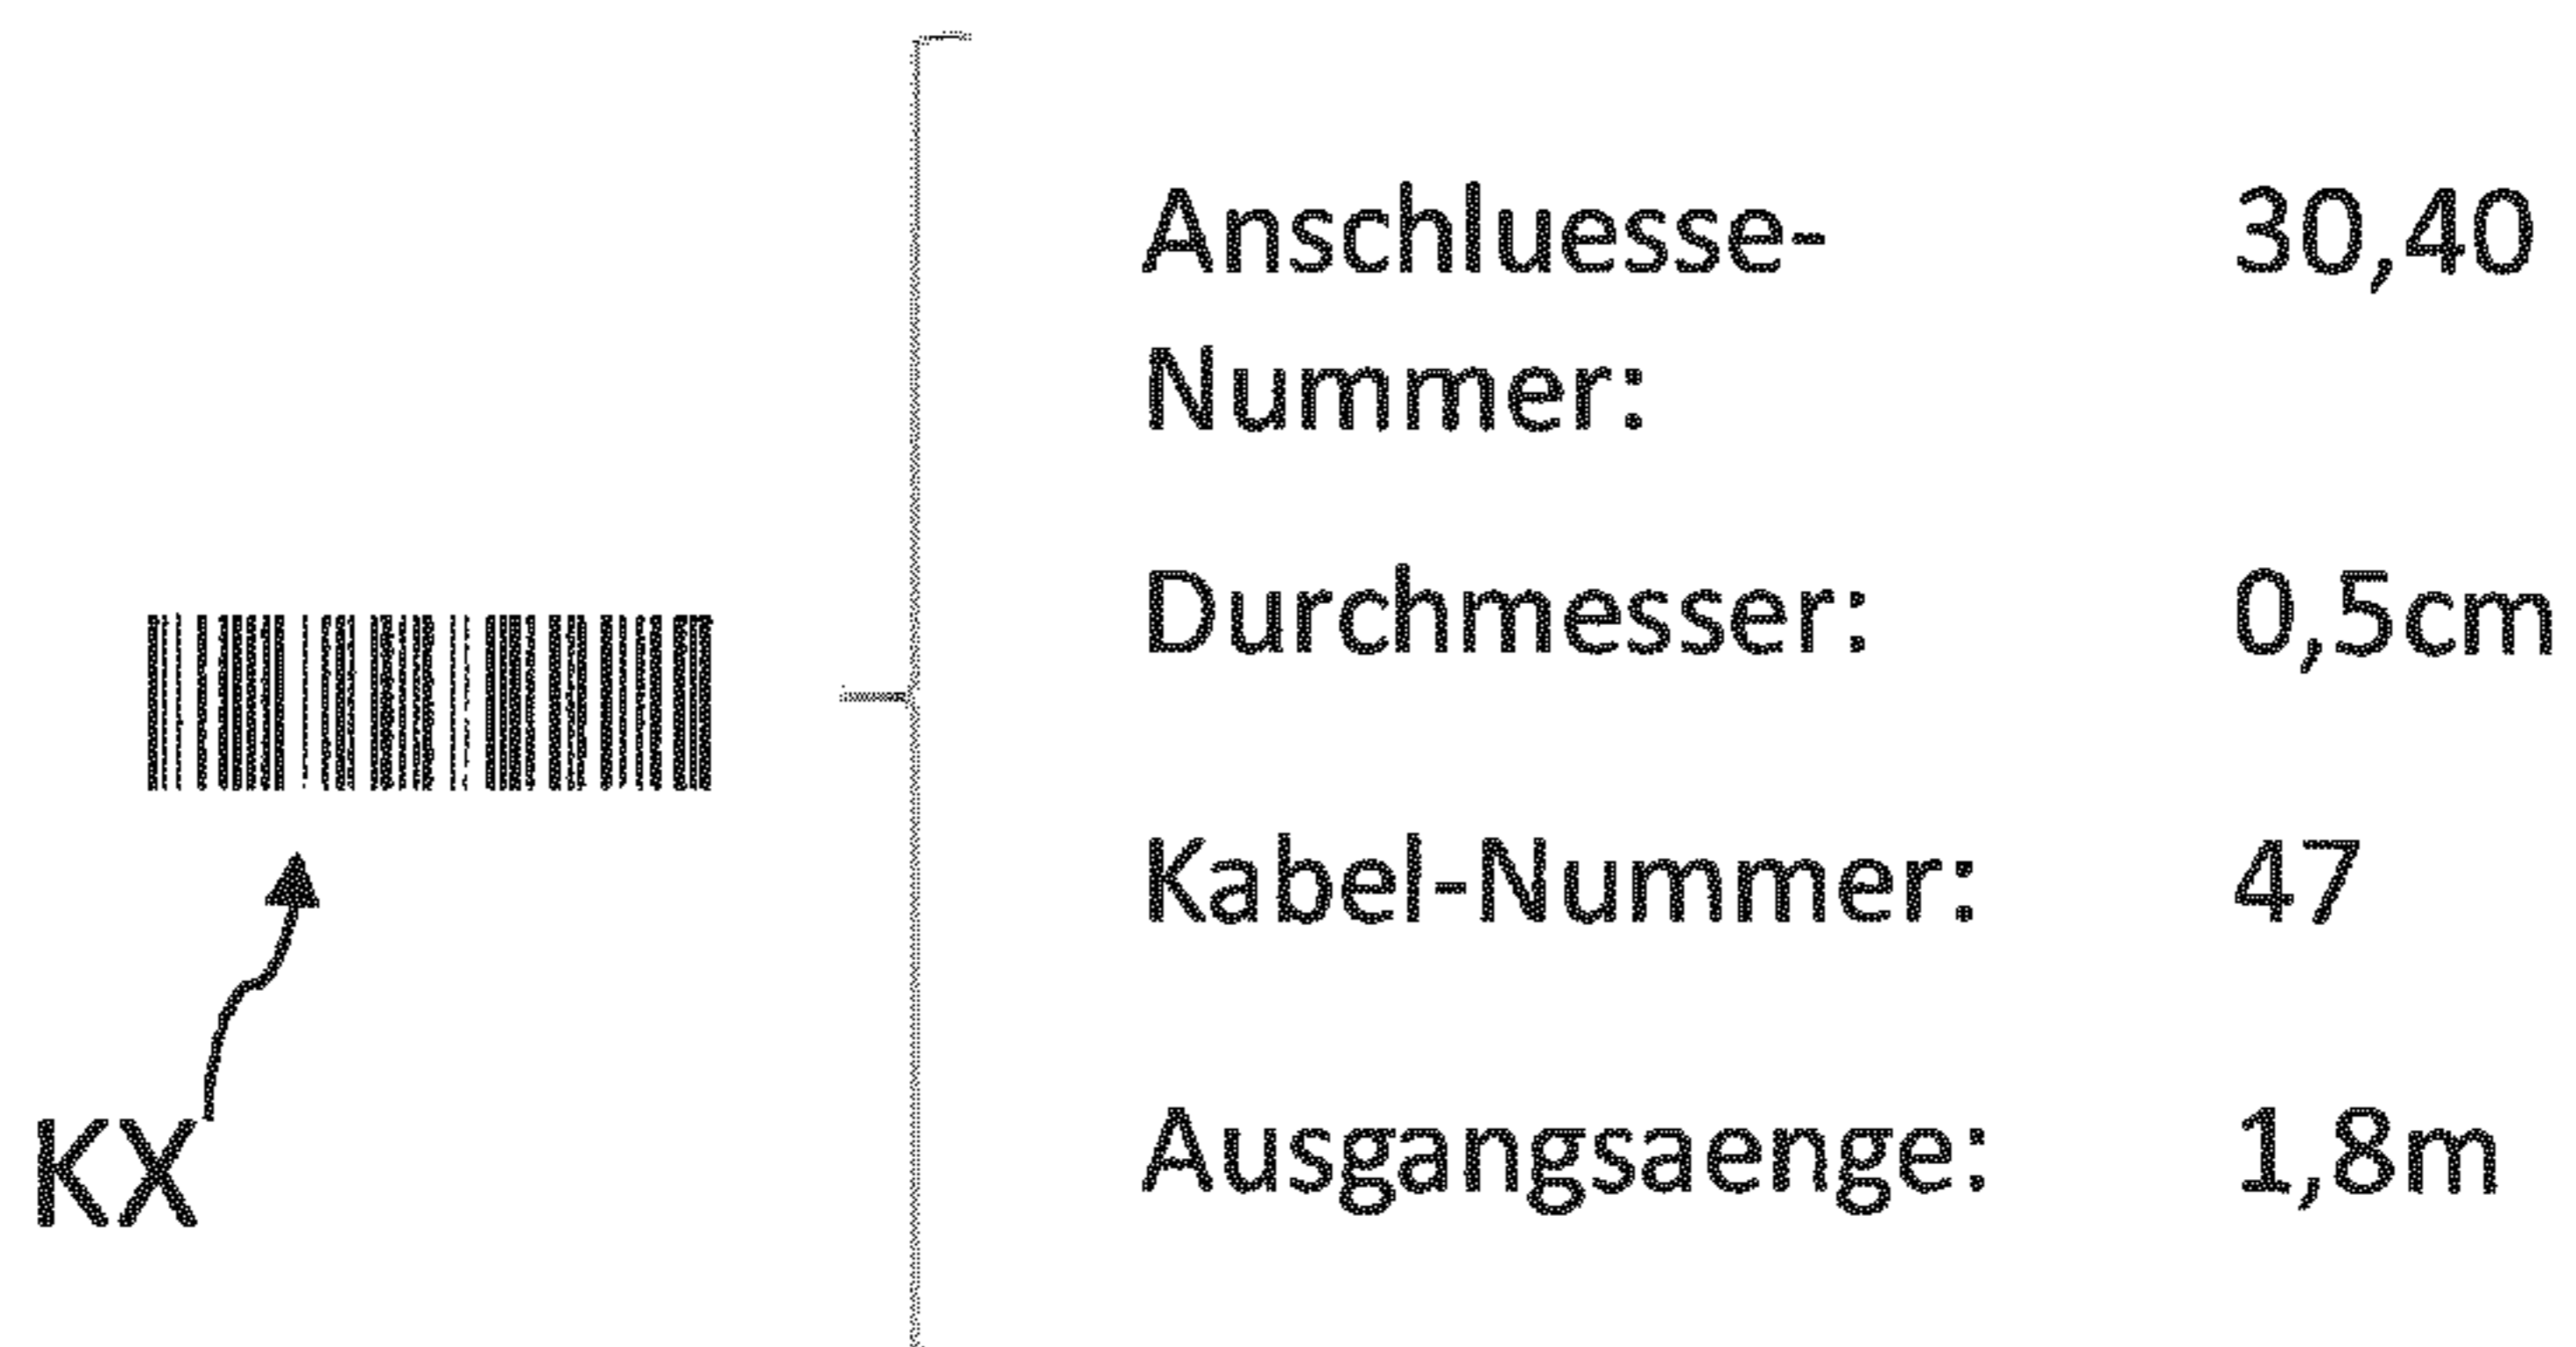 Anschluesse- 30,40
Nummer:
Durchmesser: 0,5cm
Kabel-Nummer: 47
Ausgangsaenge: 1,8m
KX